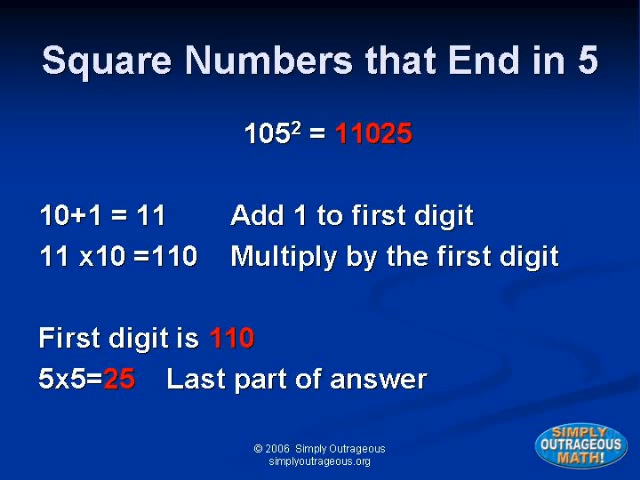 Square Numbers that End in 5
105² = 11025
10+1 = 11 Add 1 to first digit
11 x10 =110 Multiply by the first digit
First digit is 110
5x5=25 Last part of answer
© 2006 Simply Outrageous
simplyoutrageous.org
SIMPLY
OUTRAGEOUS
MATH!